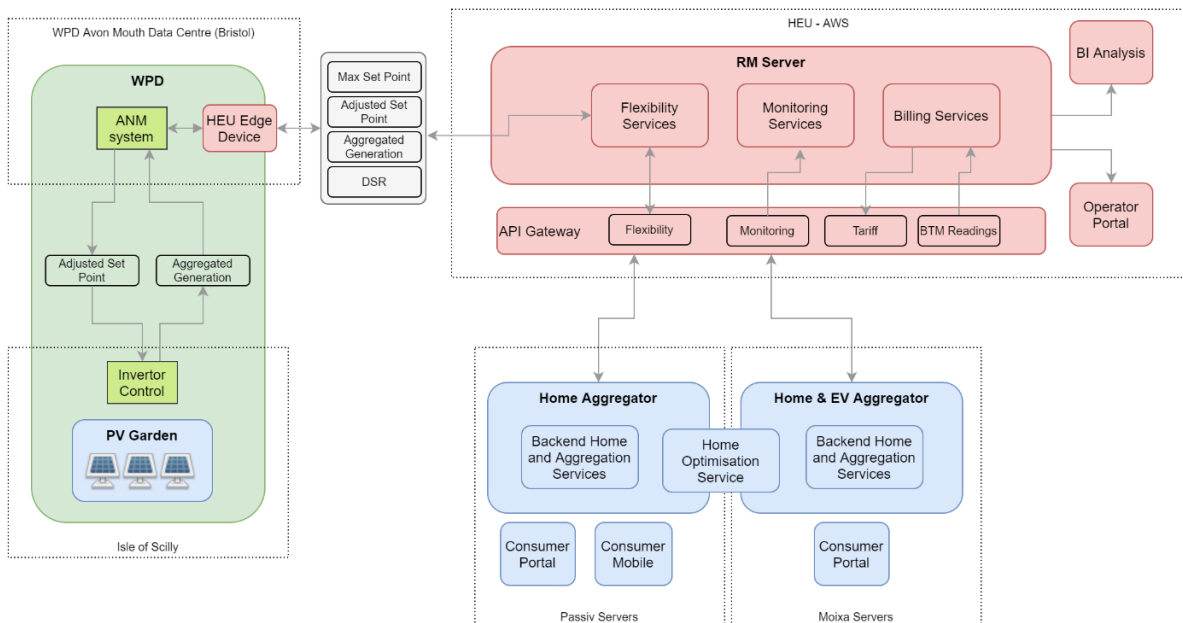 WPD Avon Mouth Data Centre (Bristol)
WPD
ANM
system
HEU Edge
Device
Adjusted Set
Point
Aggregated
Generation
Invertor
Control
PV Garden
Isle of Scilly
Max Set Point
Adjusted Set
Point
Aggregated
Generation
DSR
HEU - AWS
RM Server
Flexibility
Services
Monitoring
Services
Billing Services
BI Analysis
Operator
Portal
API Gateway
Flexibility
Monitoring
Tariff
BTM Readings
Home Aggregator
Backend Home
and Aggregation
Services
Home
Optimisation
Service
Home & EV Aggregator
Backend Home
and Aggregation
Services
Consumer
Portal
Consumer
Mobile
Passiv Servers
Consumer
Portal
Moixa Servers